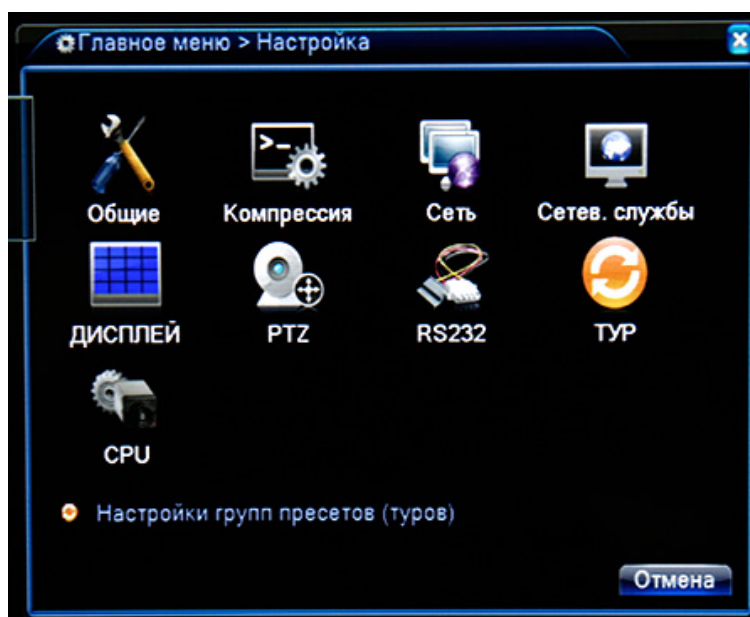 Главное меню > Настройка
Общие
Компрессия
Сеть
Сетев. службы
ДИСПЛЕЙ
PTZ
RS232
ТУР
CPU
Настройки групп пресетов (туров)
Отмена